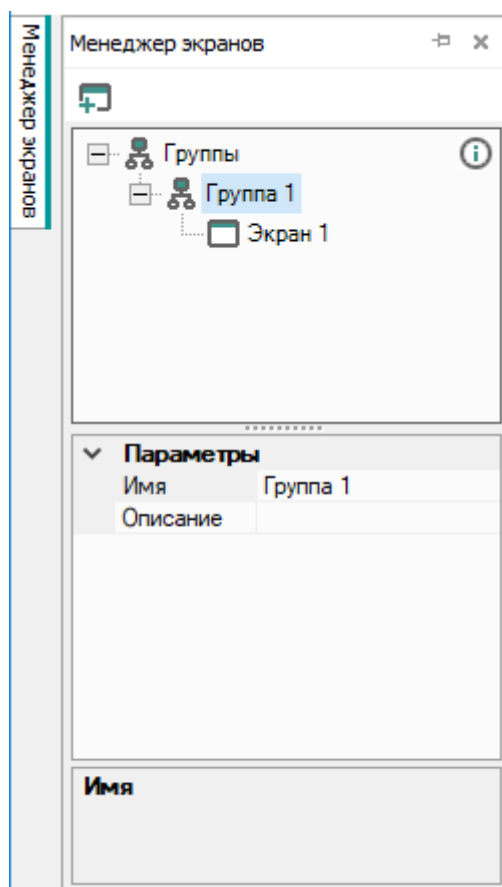 Менеджер экранов
Менеджер экранов
Группы
Группа 1
Экран 1
Параметры
Имя Группа 1
Описание
Имя